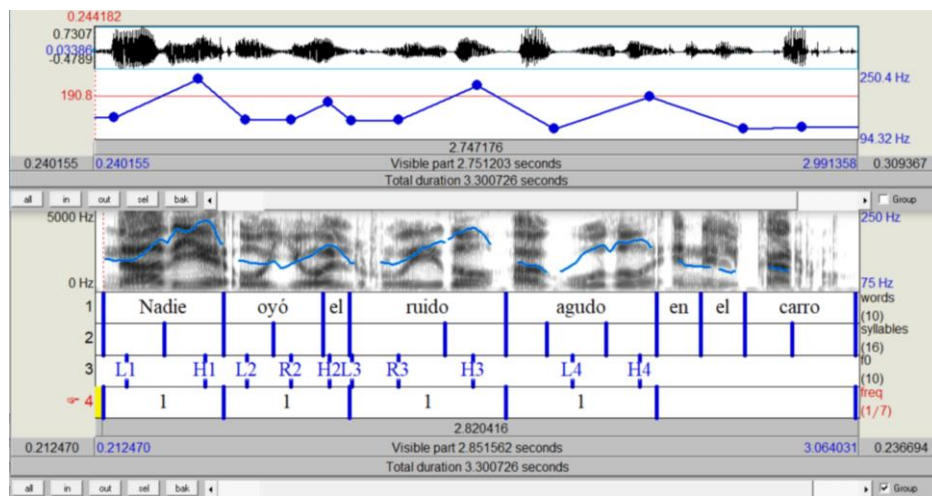 0.244182
0.7307
0.03386
-0.4789
250.4 Hz
190.8
94.32 Hz
2.747176
0.240155 0.240155 Visible part 2.751203 seconds 2.991358 0.309367
Total duration 3.300726 seconds
all in out sel bak Group
5000 Hz 250 Hz
0 Hz 75 Hz
1 Nadie oyó el ruido agudo en el carro words (10)
2 syllables (16)
3 L1 H1 L2 R2 H2 L3 R3 H3 L4 H4 f0 (10)
4 1 1 1 1 freq (1/7)
2.820416
0.212470 0.212470 Visible part 2.851562 seconds 3.064031 0.236694
Total duration 3.300726 seconds
all in out sel bak Group